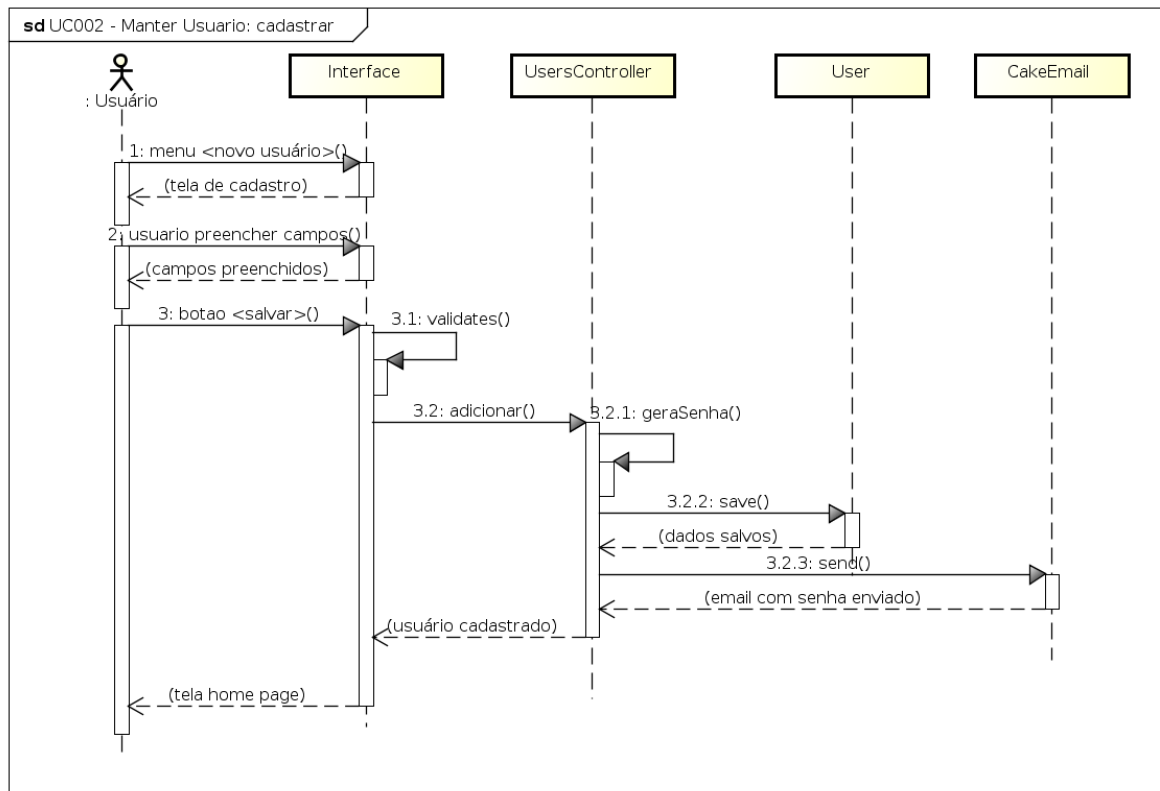 sd UC002 - Manter Usuario: cadastrar
: Usuário
Interface
UsersController
User
CakeEmail
1: menu <novo usuário>()
(tela de cadastro)
2: usuario preencher campos()
(campos preenchidos)
3: botao <salvar>()
3.1: validates()
3.2: adicionar()
3.2.1: geraSenha()
3.2.2: save()
(dados salvos)
3.2.3: send()
(email com senha enviado)
(usuário cadastrado)
(tela home page)